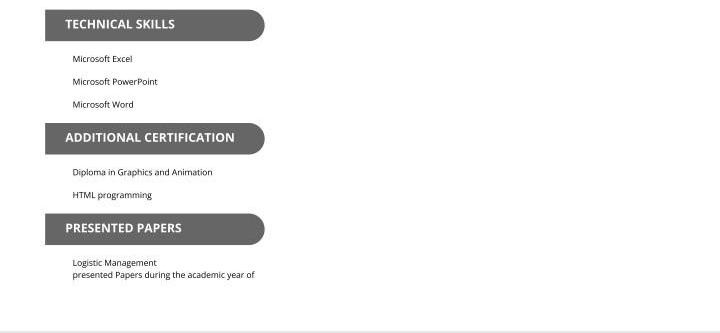 TECHNICAL SKILLS
Microsoft Excel
Microsoft PowerPoint
Microsoft Word
ADDITIONAL CERTIFICATION
Diploma in Graphics and Animation
HTML programming
PRESENTED PAPERS
Logistic Management
presented Papers during the academic year of